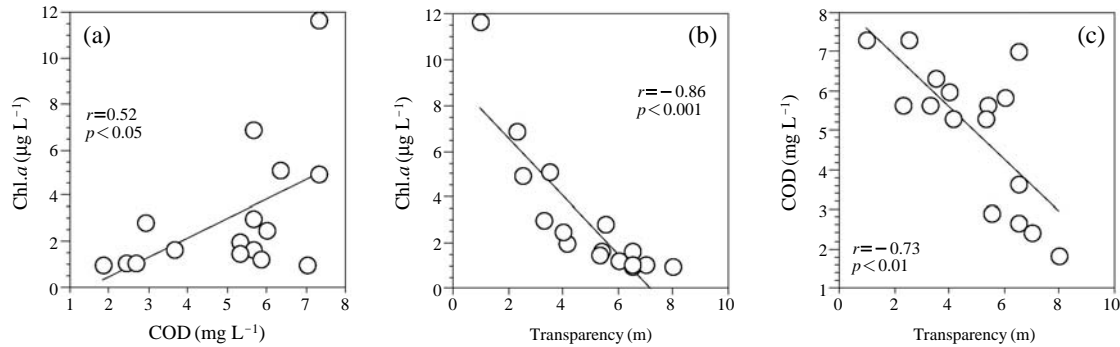 (a)
12
10
8
6
4
2
0
Chl.a (μg L⁻¹)
r=0.52
p<0.05
1 2 3 4 5 6 7 8
COD (mg L⁻¹)
(b)
12
10
8
6
4
2
0
Chl.a (μg L⁻¹)
r=−0.86
p<0.001
0 2 4 6 8 10
Transparency (m)
(c)
8
7
6
5
4
3
2
1
COD (mg L⁻¹)
r=−0.73
p<0.01
0 2 4 6 8 10
Transparency (m)